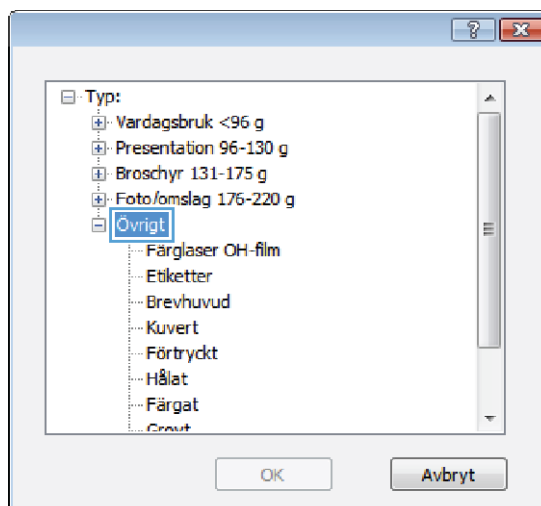 Typ:
Vardagsbruk <96 g
Presentation 96-130 g
Broschyr 131-175 g
Foto/omslag 176-220 g
Övrigt
Färglaser OH-film
Etiketter
Brevhuvud
Kuvert
Förtryckt
Hålat
Färgat
Grovt
OK
Avbryt